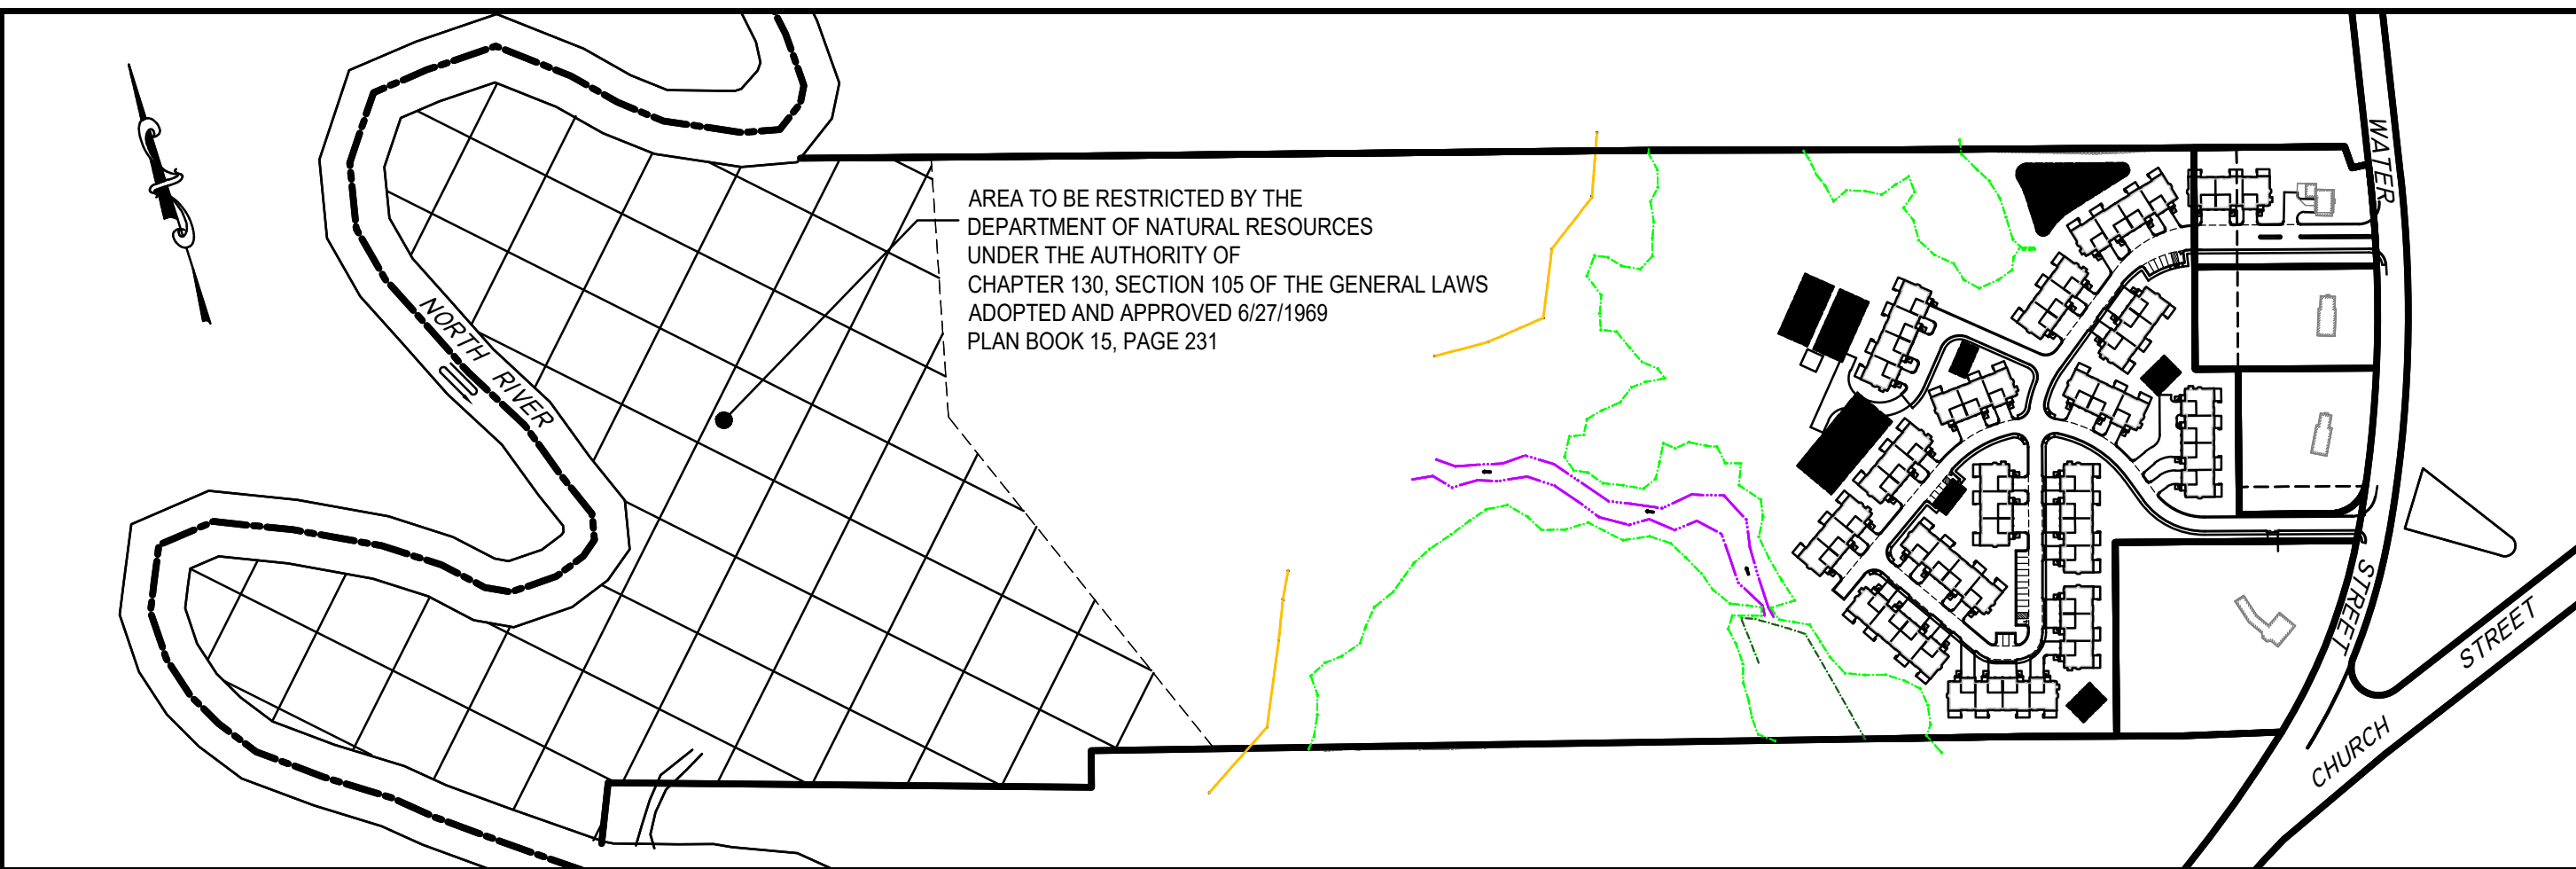 AREA TO BE RESTRICTED BY THE
DEPARTMENT OF NATURAL RESOURCES
UNDER THE AUTHORITY OF
CHAPTER 130, SECTION 105 OF THE GENERAL LAWS
ADOPTED AND APPROVED 6/27/1969
PLAN BOOK 15, PAGE 231
NORTH RIVER
WATER
STREET
CHURCH
STREET